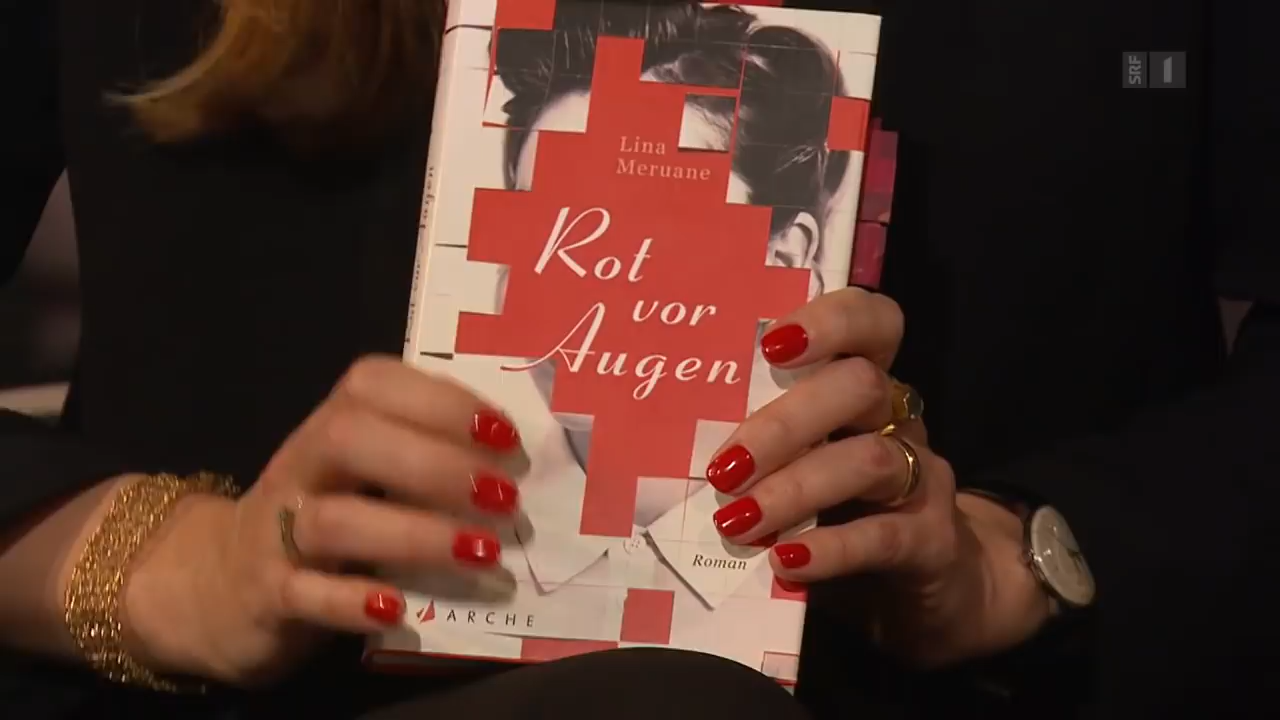 SRF 1
Lina
Meruane
Rot
vor
Augen
Roman
ARCHE